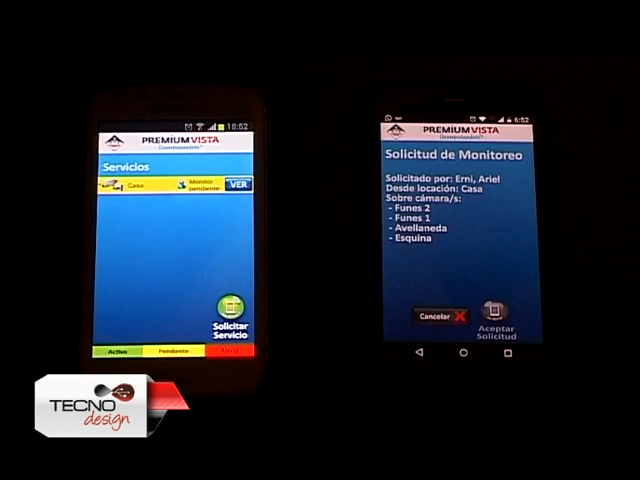 18:52
PREMIUM VISTA
Servicios
Casa
Monitor
pendiente
VER
Solicitar
Servicio
Activo
Pendiente
Alerta
6:52
PREMIUM VISTA
Solicitud de Monitoreo
Solicitado por: Erni, Ariel
Desde locación: Casa
Sobre cámara/s:
- Funes 2
- Funes 1
- Avellaneda
- Esquina
Cancelar
Aceptar
Solicitud
TECNO
design